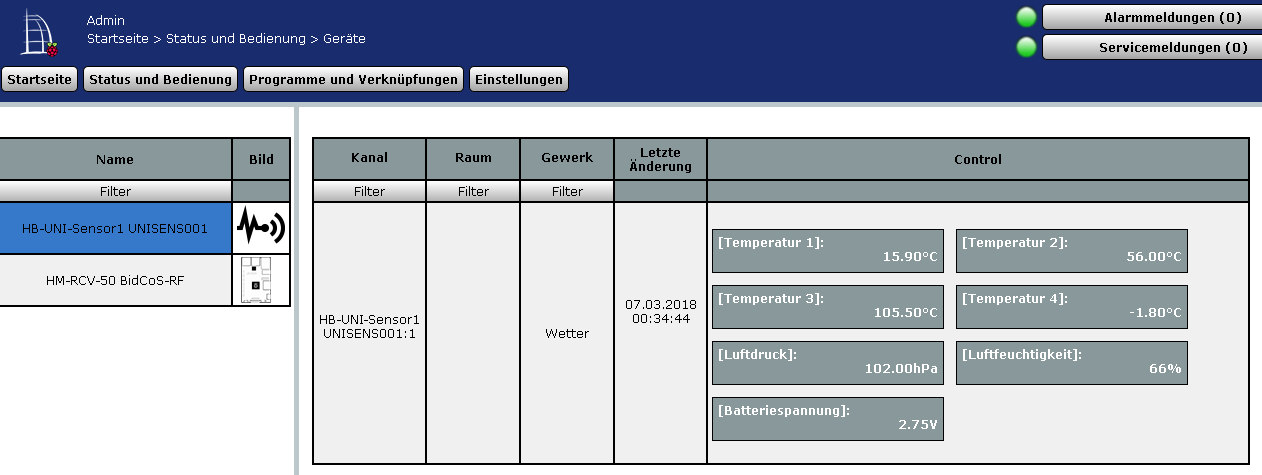 Admin
Startseite > Status und Bedienung > Geräte
Alarmmeldungen (0)
Servicemeldungen (0)
Startseite
Status und Bedienung
Programme und Verknüpfungen
Einstellungen
Name
Bild
Filter
HB-UNI-Sensor1 UNISENS001
HM-RCV-50 BidCoS-RF
Kanal
Raum
Gewerk
Letzte
Änderung
Control
Filter
Filter
Filter
HB-UNI-Sensor1
UNISENS001:1
Wetter
07.03.2018
00:34:44
[Temperatur 1]:
15.90°C
[Temperatur 2]:
56.00°C
[Temperatur 3]:
105.50°C
[Temperatur 4]:
-1.80°C
[Luftdruck]:
102.00hPa
[Luftfeuchtigkeit]:
66%
[Batteriespannung]:
2.75V